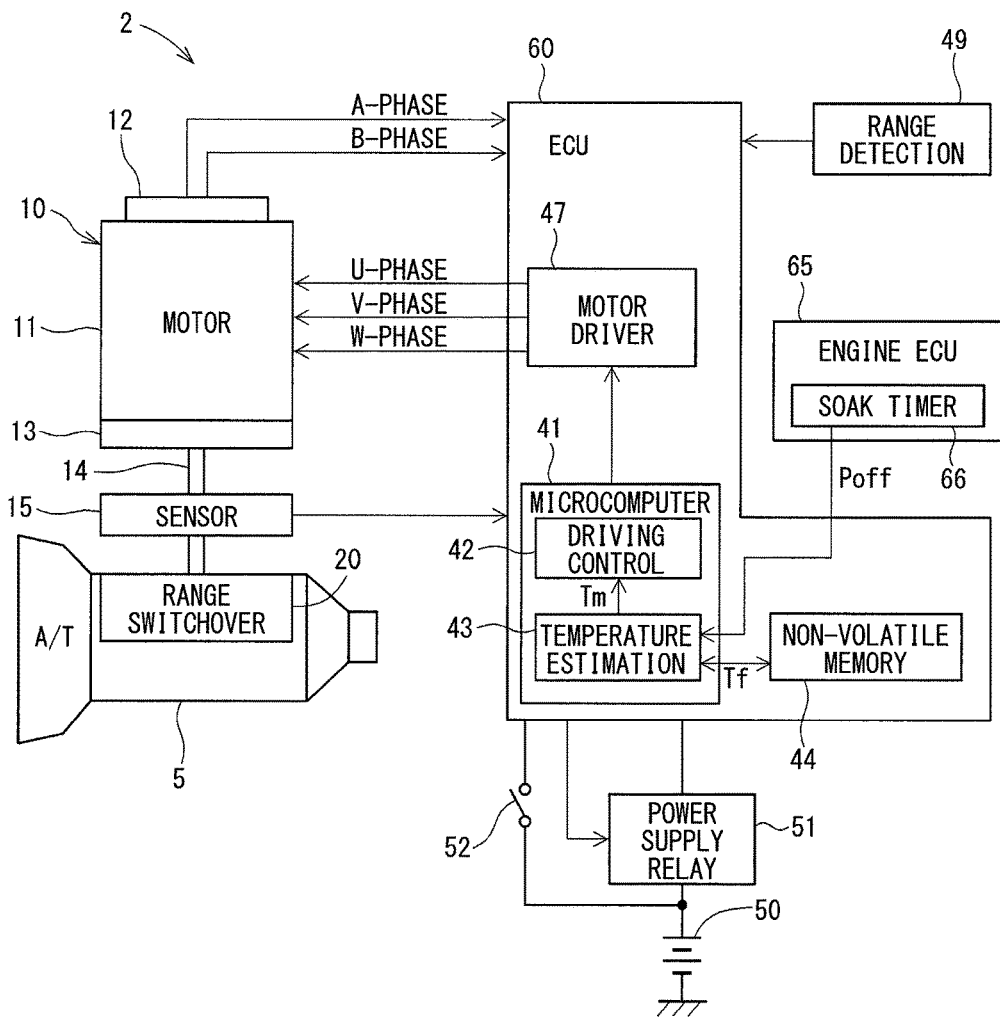 2
60
49
A-PHASE
12
B-PHASE
ECU
RANGE
DETECTION
10
47
U-PHASE
65
V-PHASE
MOTOR
DRIVER
11
MOTOR
W-PHASE
ENGINE ECU
SOAK TIMER
13
41
14
Poff
66
15
SENSOR
MICROCOMPUTER
42
DRIVING
CONTROL
20
RANGE
SWITCHOVER
Tm
A/T
43
TEMPERATURE
ESTIMATION
NON-VOLATILE
MEMORY
Tf
5
44
52
POWER
SUPPLY
RELAY
51
50